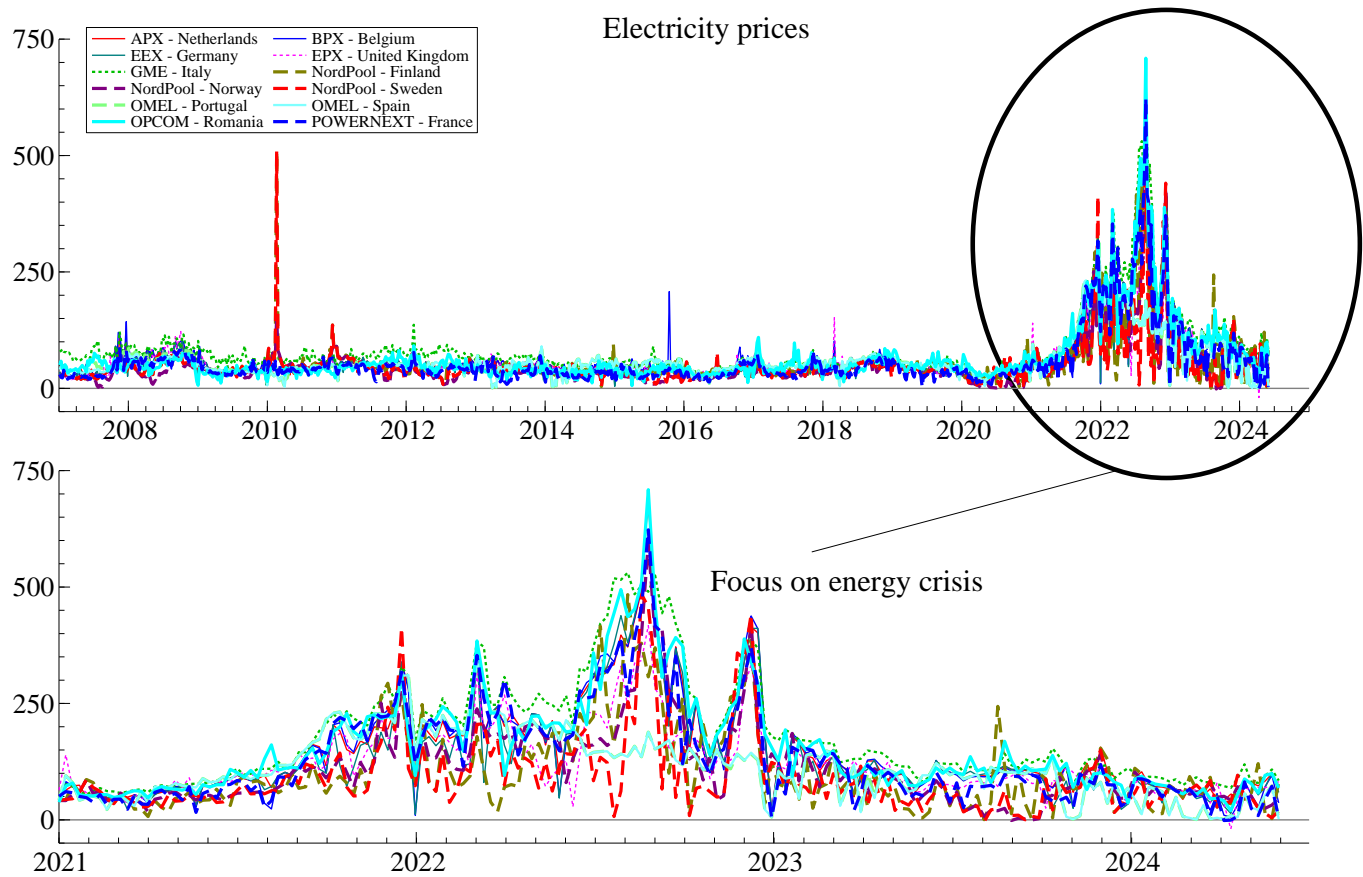 Electricity prices
APX - Netherlands BPX - Belgium
EEX - Germany EPX - United Kingdom
GME - Italy NordPool - Finland
NordPool - Norway NordPool - Sweden
OMEL - Portugal OMEL - Spain
OPCOM - Romania POWERNEXT - France
750
500
250
0
2008 2010 2012 2014 2016 2018 2020 2022 2024
750
500
250
0
Focus on energy crisis
2021 2022 2023 2024